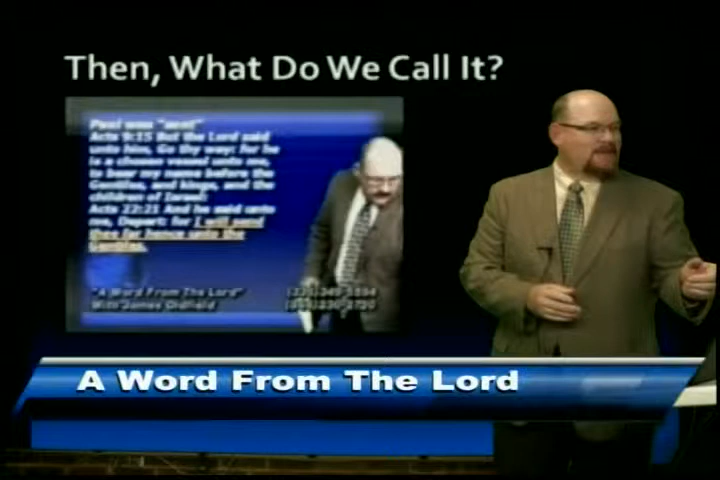 Then, What Do We Call It?
Paul was "sent"
Acts 9:15 But the Lord said
unto him, Go thy way: for he
is a chosen vessel unto me,
to bear my name before the
Gentiles, and kings, and the
children of Israel:
Acts 22:21 And he said unto
me, Depart: for I will send
thee far hence unto the
Gentiles.
"A Word From The Lord"
With James Oldfield
A Word From The Lord